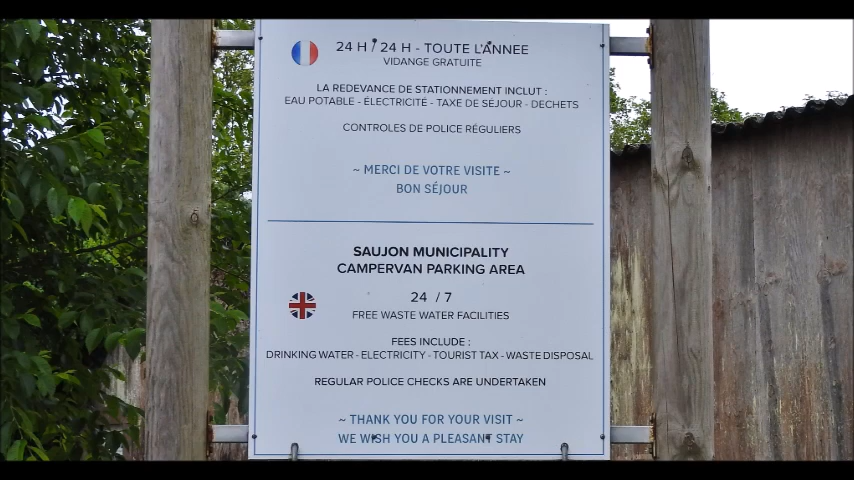 24 H / 24 H - TOUTE L'ANNEE
VIDANGE GRATUITE
LA REDEVANCE DE STATIONNEMENT INCLUT :
EAU POTABLE - ÉLECTRICITÉ - TAXE DE SÉJOUR - DECHETS
CONTROLES DE POLICE RÉGULIERS
~ MERCI DE VOTRE VISITE ~
BON SÉJOUR
SAUJON MUNICIPALITY
CAMPERVAN PARKING AREA
24 / 7
FREE WASTE WATER FACILITIES
FEES INCLUDE :
DRINKING WATER - ELECTRICITY - TOURIST TAX - WASTE DISPOSAL
REGULAR POLICE CHECKS ARE UNDERTAKEN
~ THANK YOU FOR YOUR VISIT ~
WE WISH YOU A PLEASANT STAY